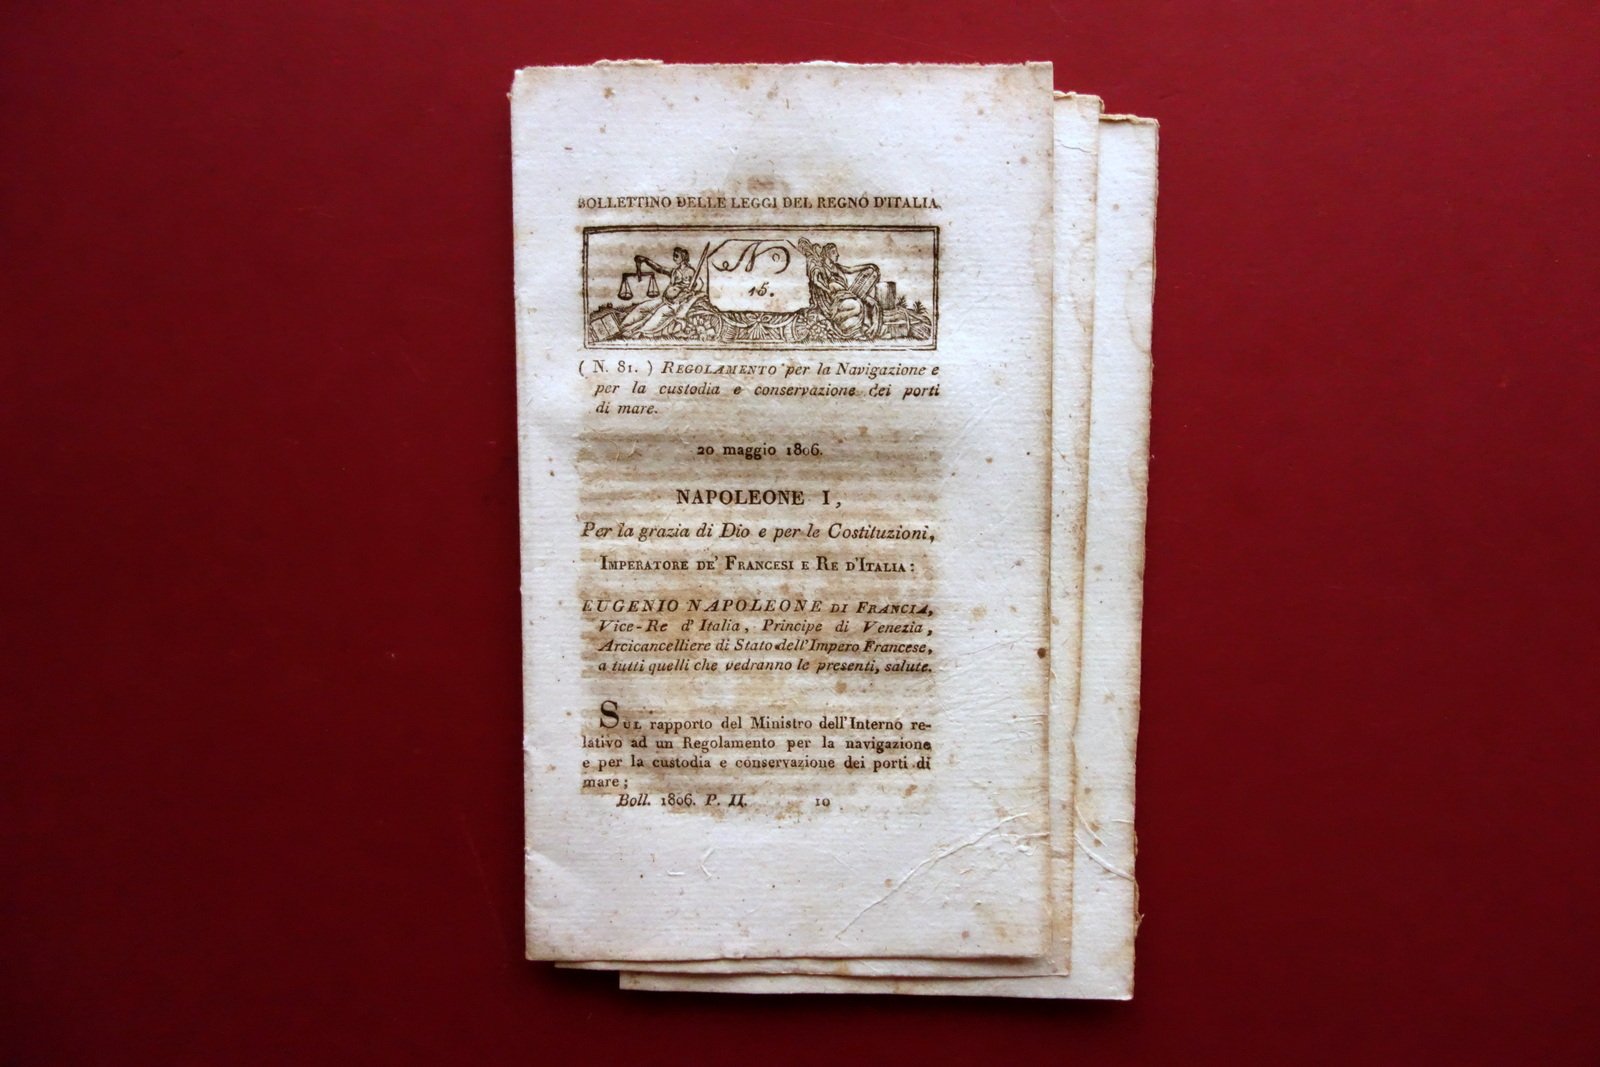 BOLLETTINO DELLE LEGGI DEL REGNO D'ITALIA
N
15.
( N. 81. ) REGOLAMENTO per la Navigazione e
per la custodia e conservazione dei porti
di mare.
20 maggio 1806.
NAPOLEONE I,
Per la grazia di Dio e per le Costituzioni,
IMPERATORE DE' FRANCESI E RE D'ITALIA:
EUGENIO NAPOLEONE DI FRANCIA,
Vice-Re d'Italia, Principe di Venezia,
Arcicancelliere di Stato dell'Impero Francese,
a tutti quelli che vedranno le presenti, salute.
SUL rapporto del Ministro dell'Interno re-
lativo ad un Regolamento per la navigazione
e per la custodia e conservazione dei porti di
mare;
Boll. 1806. P. II. 10